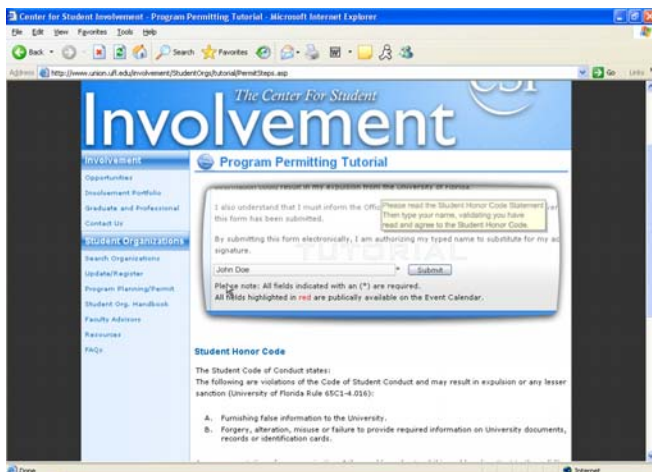 Center for Student Involvement - Program Permitting Tutorial - Microsoft Internet Explorer
File Edit View Favorites Tools Help
Back Search Favorites
Address http://www.union.ufl.edu/involvement/StudentOrgs/tutorial/PermitSteps.asp Go Links
The Center For Student
CSI
Involvement
Involvement
Opportunities
Involvement Portfolio
Graduate and Professional
Contact Us
Student Organizations
Search Organizations
Update/Register
Program Planning/Permit
Student Org. Handbook
Faculty Advisors
Resources
FAQs
Program Permitting Tutorial
information could result in my expulsion from the University of Florida.
I also understand that I must inform the
this form has been submitted.
Please read the Student Honor Code Statement
Then type your name, validating you have
read and agree to the Student Honor Code.
By submitting this form electronically, I am authorizing my typed name to substitute for my
signature.
TUTORIAL
John Doe * Submit
Please note: All fields indicated with an (*) are required.
All fields highlighted in red are publically available on the Event Calendar.
Student Honor Code
The Student Code of Conduct states:
The following are violations of the Code of Student Conduct and may result in expulsion or any lesser
sanction (University of Florida Rule 6SC1-4.016):
A. Furnishing false information to the University.
B. Forgery, alteration, misuse or failure to provide required information on University documents,
records or identification cards.
Done Internet